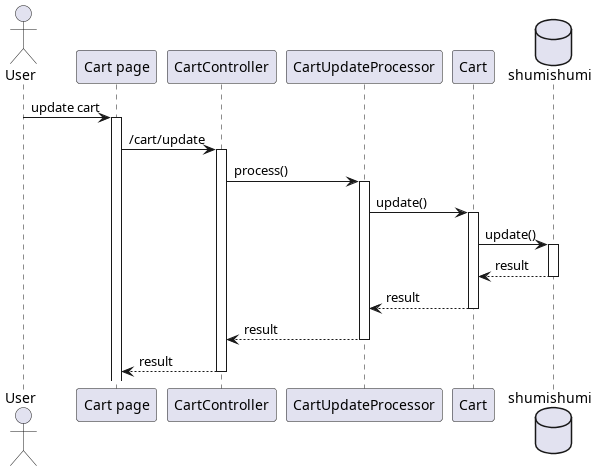 User
Cart page
CartController
CartUpdateProcessor
Cart
shumishumi
update cart
/cart/update
process()
update()
update()
result
result
result
result
User
Cart page
CartController
CartUpdateProcessor
Cart
shumishumi